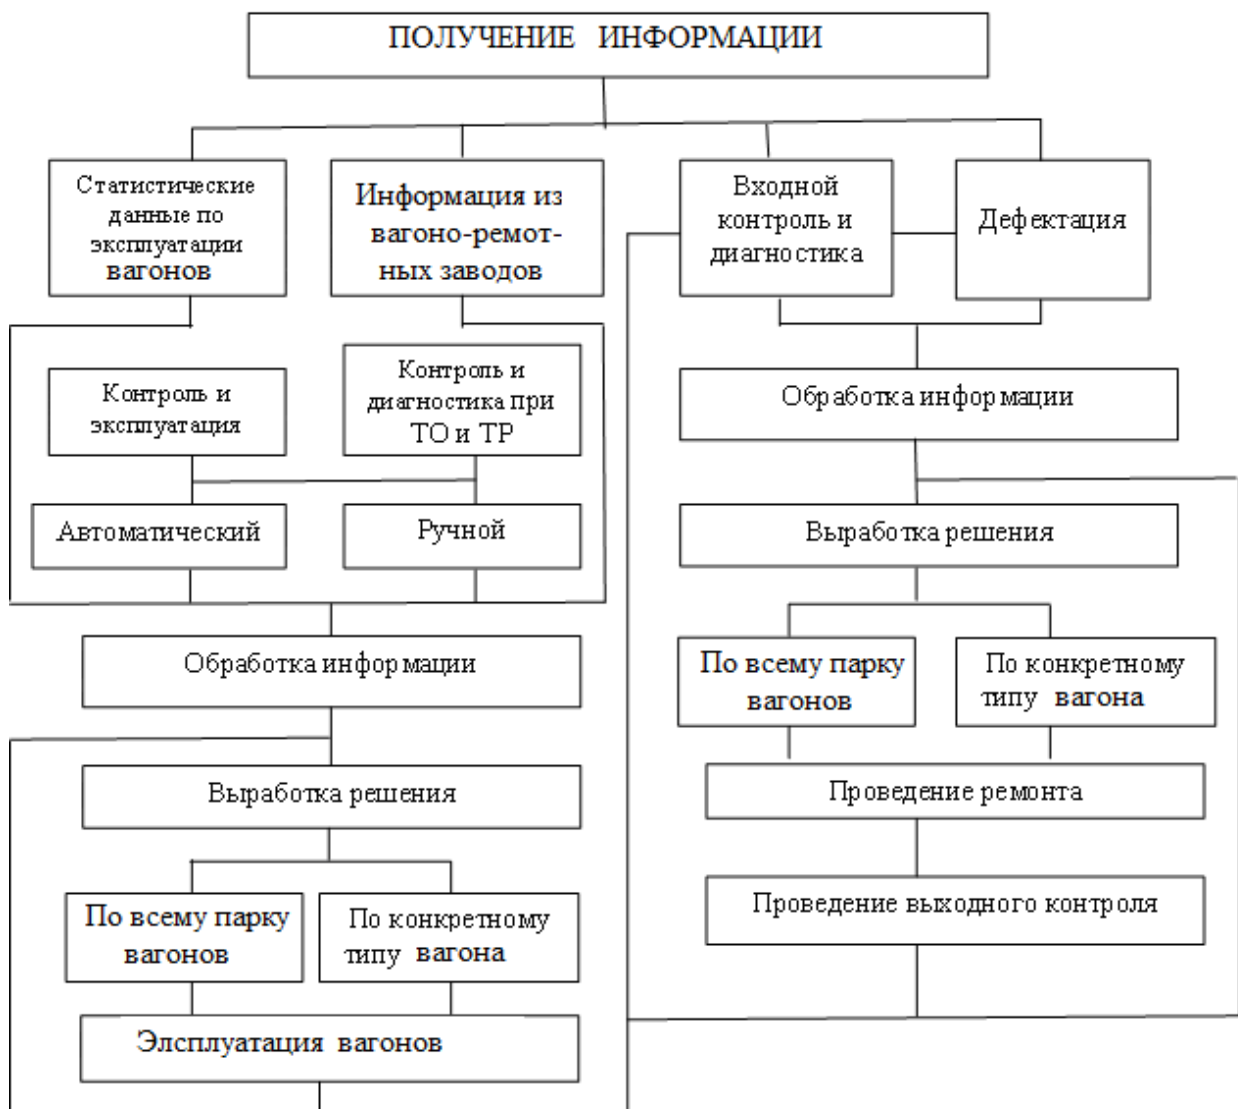 ПОЛУЧЕНИЕ ИНФОРМАЦИИ
Статистические
данные по
эксплуатации
вагонов
Информация из
вагоно-ремот-
ных заводов
Входной
контроль и
диагностика
Дефектация
Контроль и
эксплуатация
Контроль и
диагностика при
ТО и ТР
Автоматический
Ручной
Обработка информации
Выработка решения
По всему парку
вагонов
По конкретному
типу вагона
Элсплуатация вагонов
Обработка информации
Выработка решения
По всему парку
вагонов
По конкретному
типу вагона
Проведение ремонта
Проведение выходного контроля